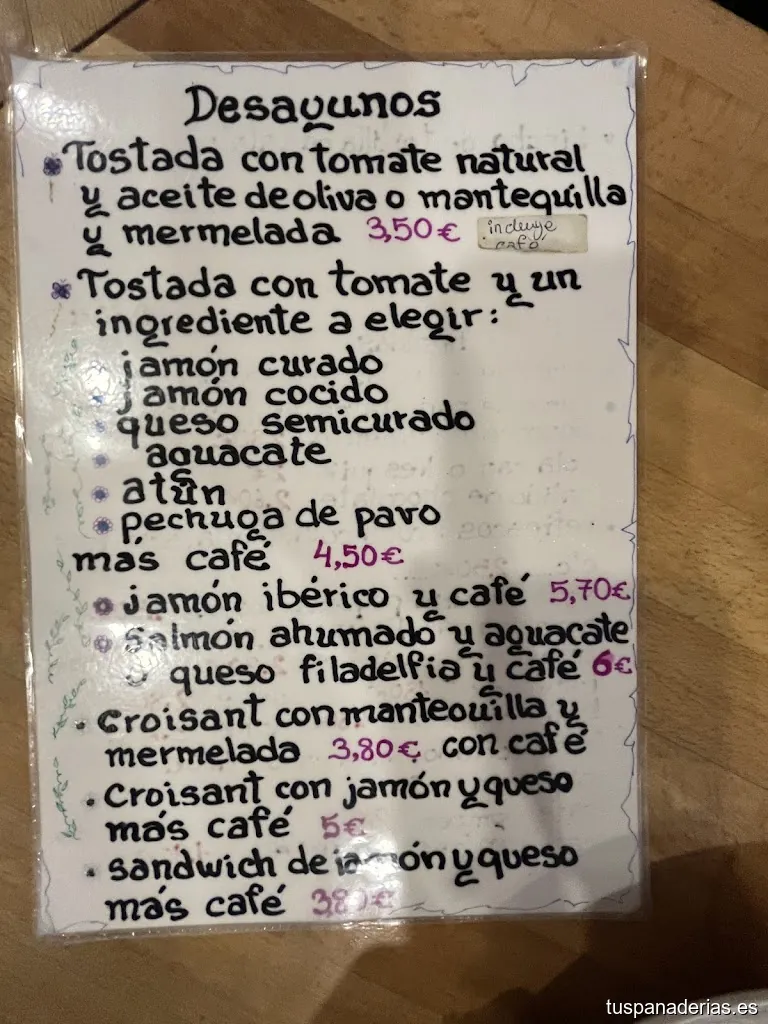 Desayunos
Tostada con tomate natural
y aceite de oliva o mantequilla
y mermelada 3,50€ incluye
café
Tostada con tomate y un
ingrediente a elegir:
jamón curado
jamón cocido
queso semicurado
aguacate
atún
pechuga de pavo
más café 4,50€
jamón ibérico y café 5,70€
salmón ahumado y aguacate
o queso filadelfia y café 6€
. croisant con mantequilla y
mermelada 3,80€ con café
. croisant con jamón y queso
más café 5€
. sandwich de jamón y queso
más café 3,80€
tuspanaderias.es